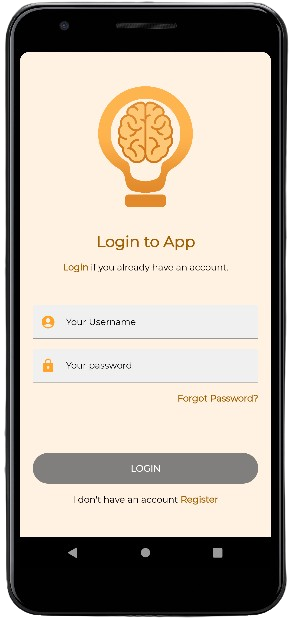 Login to App
Login if you already have an account.
Your Username
Your password
Forgot Password?
LOGIN
I don't have an account Register